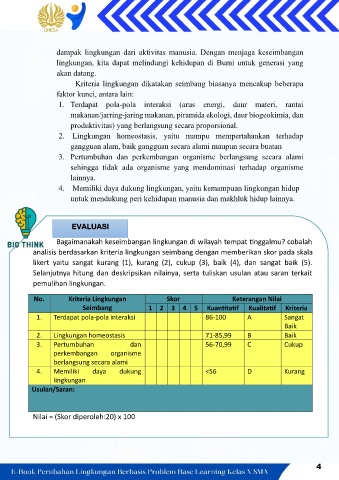 UNESA
dampak lingkungan dari aktivitas manusia. Dengan menjaga keseimbangan
lingkungan, kita dapat melindungi kehidupan di Bumi untuk generasi yang
akan datang.
Kriteria lingkungan dikatakan seimbang biasanya mencakup beberapa
faktor kunci, antara lain:
1. Terdapat pola-pola interaksi (arus energi, daur materi, rantai
makanan/jarring-jaring makanan, piramida ekologi, daur biogeokimia, dan
produktivitas) yang berlangsung secara proporsional.
2. Lingkungan homeostasis, yaitu mampu mempertahankan terhadap
gangguan alam, baik gangguan secara alami maupun secara buatan
3. Pertumbuhan dan perkembangan organisme berlangsung secara alami
sehingga tidak ada organisme yang mendominasi terhadap organisme
lainnya.
4. Memiliki daya dukung lingkungan, yaitu kemampuan lingkungan hidup
untuk mendukung peri kehidupan manusia dan makhluk hidup lainnya.
EVALUASI
BIG THINK
Bagaimanakah keseimbangan lingkungan di wilayah tempat tinggalmu? cobalah
analisis berdasarkan kriteria lingkungan seimbang dengan memberikan skor pada skala
likert yaitu sangat kurang (1), kurang (2), cukup (3), baik (4), dan sangat baik (5).
Selanjutnya hitung dan deskripsikan nilainya, serta tuliskan usulan atau saran terkait
pemulihan lingkungan.
No. Kriteria Lingkungan Seimbang Skor Keterangan Nilai
1 2 3 4 5 Kuantitatif Kualitatif Kriteria
1. Terdapat pola-pola interaksi 86-100 A Sangat
Baik
2. Lingkungan homeostasis 71-85,99 B Baik
3. Pertumbuhan dan 56-70,99 C Cukup
perkembangan organisme
berlangsung secara alami
4. Memiliki daya dukung <56 D Kurang
lingkungan
Usulan/Saran:
Nilai = (Skor diperoleh:20) x 100
4
E-Book Perubahan Lingkungan Berbasis Problem Base Learning Kelas X SMA